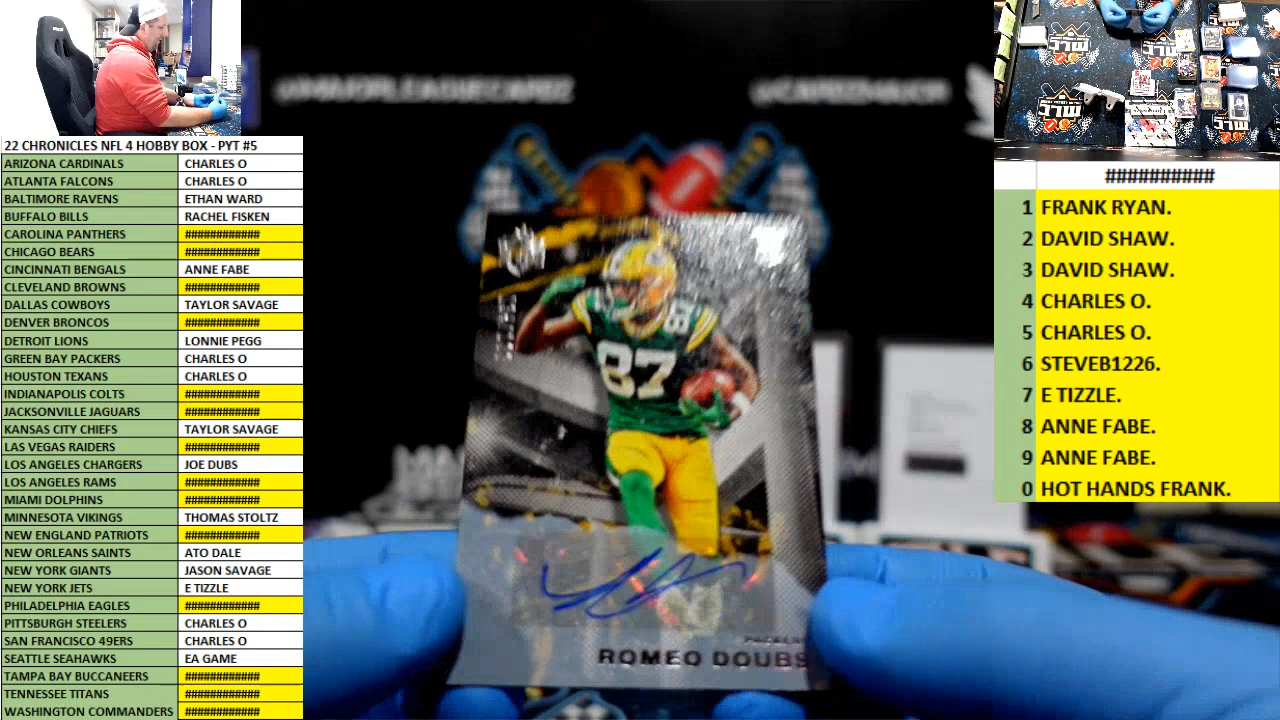 22 CHRONICLES NFL 4 HOBBY BOX - PYT #5
ARIZONA CARDINALS CHARLES O
ATLANTA FALCONS CHARLES O
BALTIMORE RAVENS ETHAN WARD
BUFFALO BILLS RACHEL FISKEN
CAROLINA PANTHERS ############
CHICAGO BEARS ############
CINCINNATI BENGALS ANNE FABE
CLEVELAND BROWNS ############
DALLAS COWBOYS TAYLOR SAVAGE
DENVER BRONCOS ############
DETROIT LIONS LONNIE PEGG
GREEN BAY PACKERS CHARLES O
HOUSTON TEXANS CHARLES O
INDIANAPOLIS COLTS ############
JACKSONVILLE JAGUARS ############
KANSAS CITY CHIEFS TAYLOR SAVAGE
LAS VEGAS RAIDERS ############
LOS ANGELES CHARGERS JOE DUBS
LOS ANGELES RAMS ############
MIAMI DOLPHINS ############
MINNESOTA VIKINGS THOMAS STOLTZ
NEW ENGLAND PATRIOTS ############
NEW ORLEANS SAINTS ATO DALE
NEW YORK GIANTS JASON SAVAGE
NEW YORK JETS E TIZZLE
PHILADELPHIA EAGLES ############
PITTSBURGH STEELERS CHARLES O
SAN FRANCISCO 49ERS CHARLES O
SEATTLE SEAHAWKS EA GAME
TAMPA BAY BUCCANEERS ############
TENNESSEE TITANS ############
WASHINGTON COMMANDERS ############
@MAJORLEAGUECARDZ
@CARDZMAJOR
87
87
PACKERS
ROMEO DOUBS
##########
1 FRANK RYAN.
2 DAVID SHAW.
3 DAVID SHAW.
4 CHARLES O.
5 CHARLES O.
6 STEVEB1226.
7 E TIZZLE.
8 ANNE FABE.
9 ANNE FABE.
0 HOT HANDS FRANK.